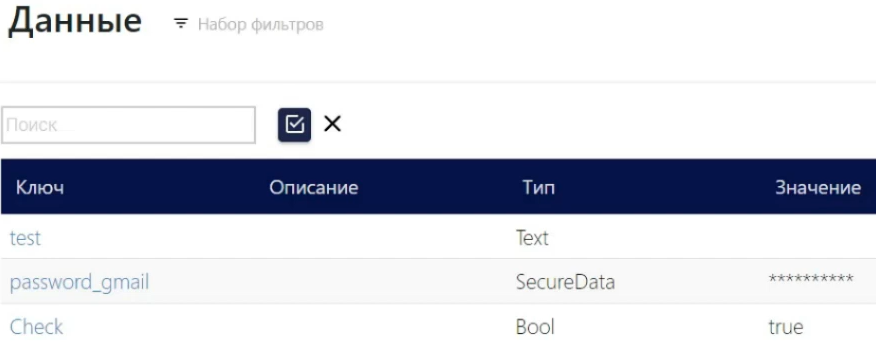 Данные Набор фильтров
Поиск
Ключ Описание Тип Значение
test Text
password_gmail SecureData **********
Check Bool true